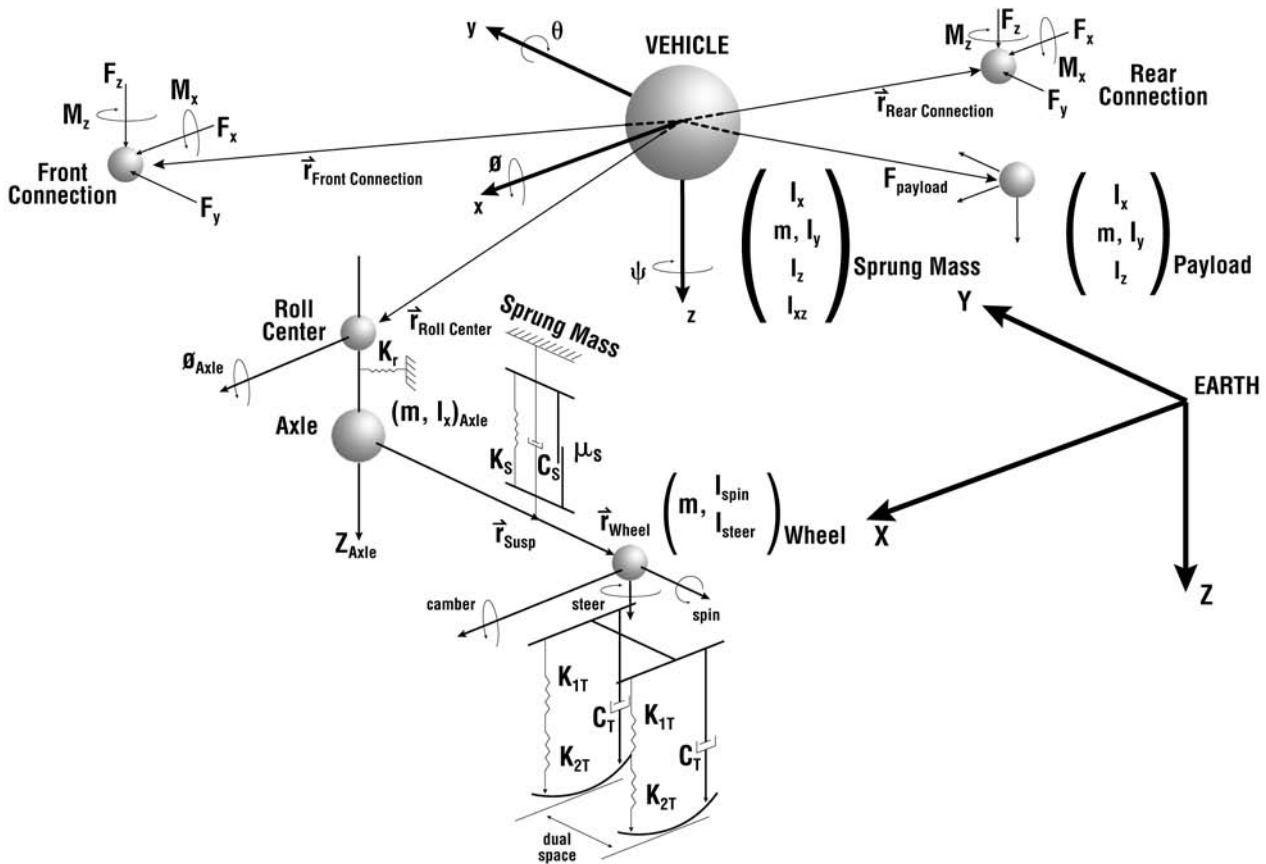 y
θ
VEHICLE
F_z
M_z
F_x
M_x
F_y
Rear
Connection
r⃗_Rear Connection
F_z
M_x
M_z
F_x
Front
Connection
F_y
r⃗_Front Connection
ø
x
F_payload
ψ
z
I_x
m, I_y
I_z
I_xz
Sprung Mass
I_x
m, I_y
I_z
Payload
Roll
Center
r⃗_Roll Center
Sprung Mass
Y
EARTH
X
Z
ø_Axle
K_r
(m, I_x)_Axle
Axle
K_S
C_S
μ_S
Z_Axle
r⃗_Susp
r⃗_Wheel
(m, I_spin
I_steer)_Wheel
camber
steer
spin
K_1T
C_T
K_1T
C_T
K_2T
K_2T
dual
space